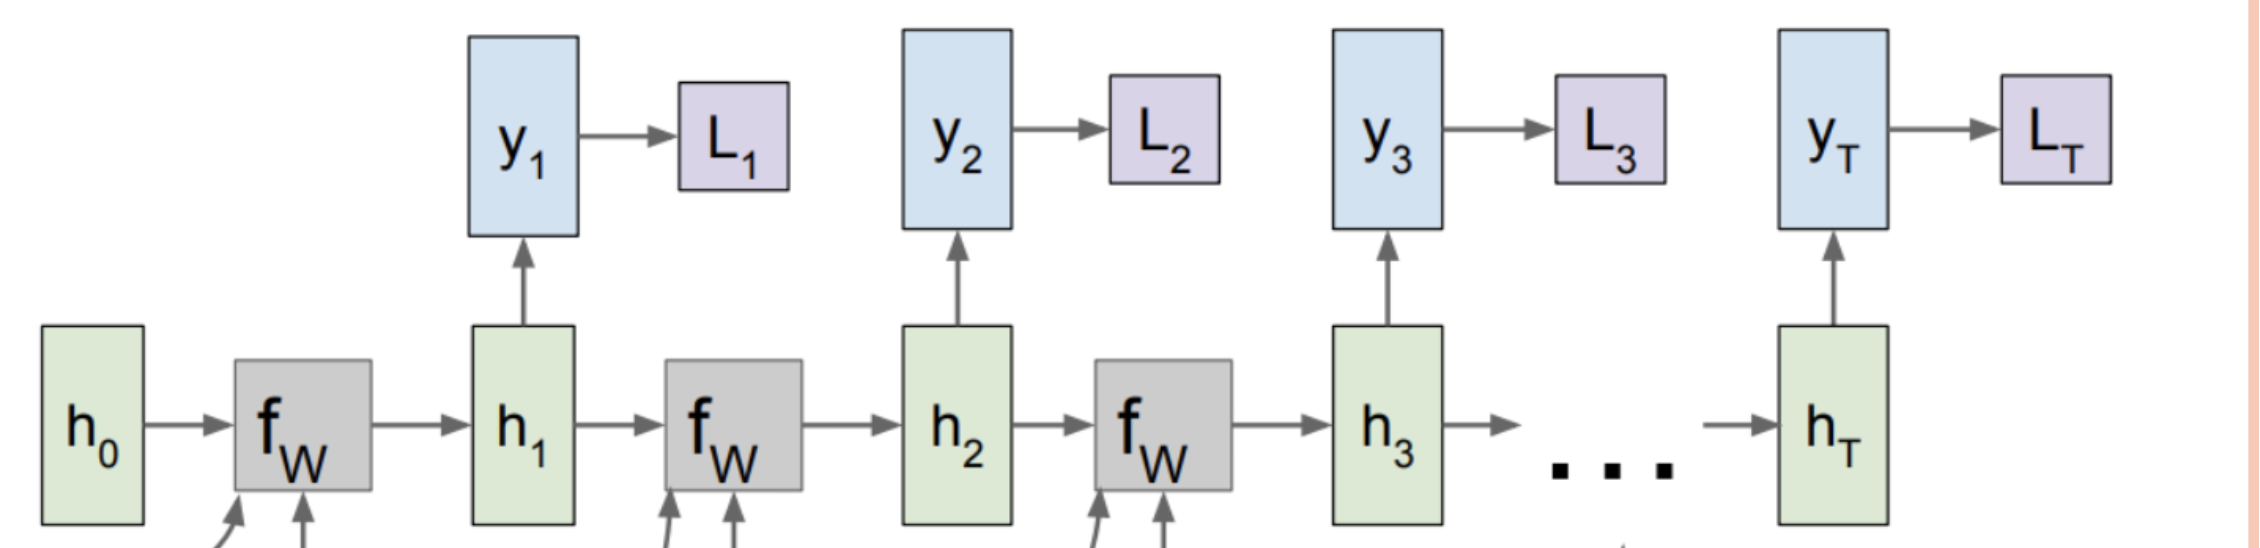 y1 L1 y2 L2 y3 L3 yT LT
h0 fW h1 fW h2 fW h3 ... hT